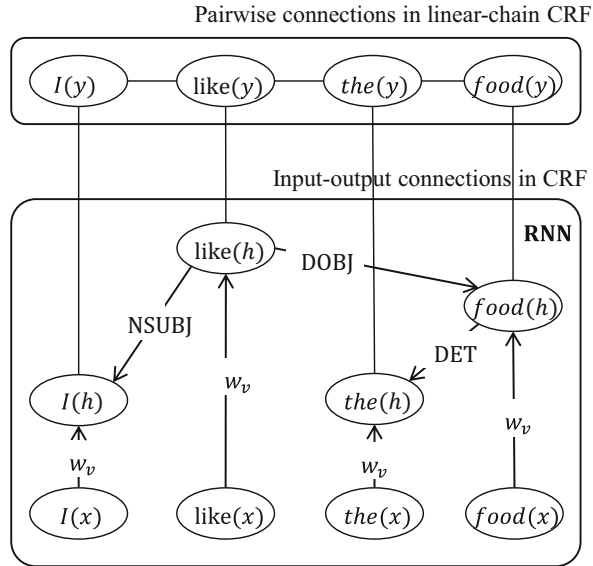 Pairwise connections in linear-chain CRF
I(y) like(y) the(y) food(y)
Input-output connections in CRF
RNN
like(h)
DOBJ
food(h)
NSUBJ
DET
I(h) the(h)
w_v
w_v
w_v w_v
I(x) like(x) the(x) food(x)